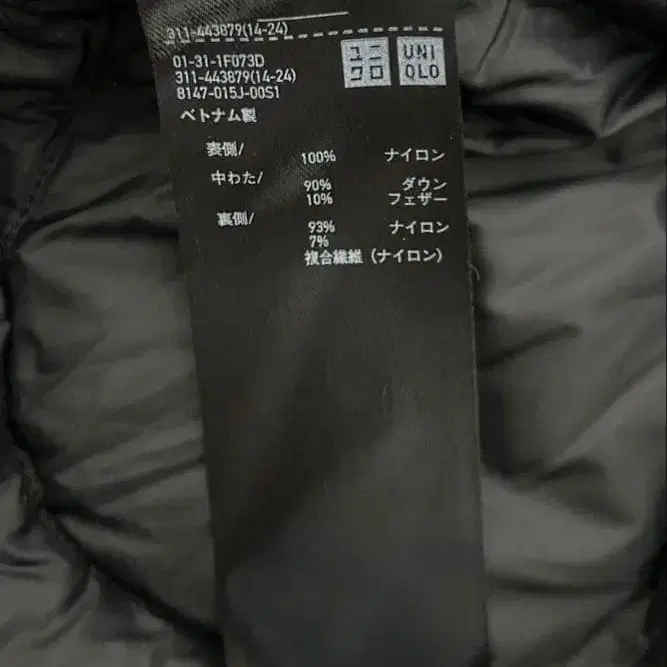 311-443879(14-24)
ユニ
クロ
UNI
QLO
01-31-1F073D
311-443879(14-24)
8147-015J-00S1
ベトナム製
表側/
100% ナイロン
中わた/
90% ダウン
10% フェザー
裏側/
93% ナイロン
7%
複合繊維（ナイロン）